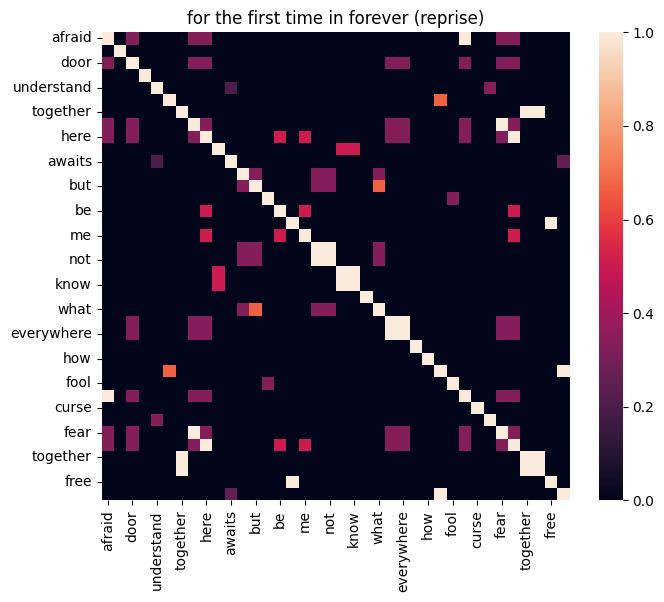 for the first time in forever (reprise)
afraid
door
understand
together
here
awaits
but
be
me
not
know
what
everywhere
how
fool
curse
fear
together
free
afraid
door
understand
together
here
awaits
but
be
me
not
know
what
everywhere
how
fool
curse
fear
together
free
1.0
0.8
0.6
0.4
0.2
0.0